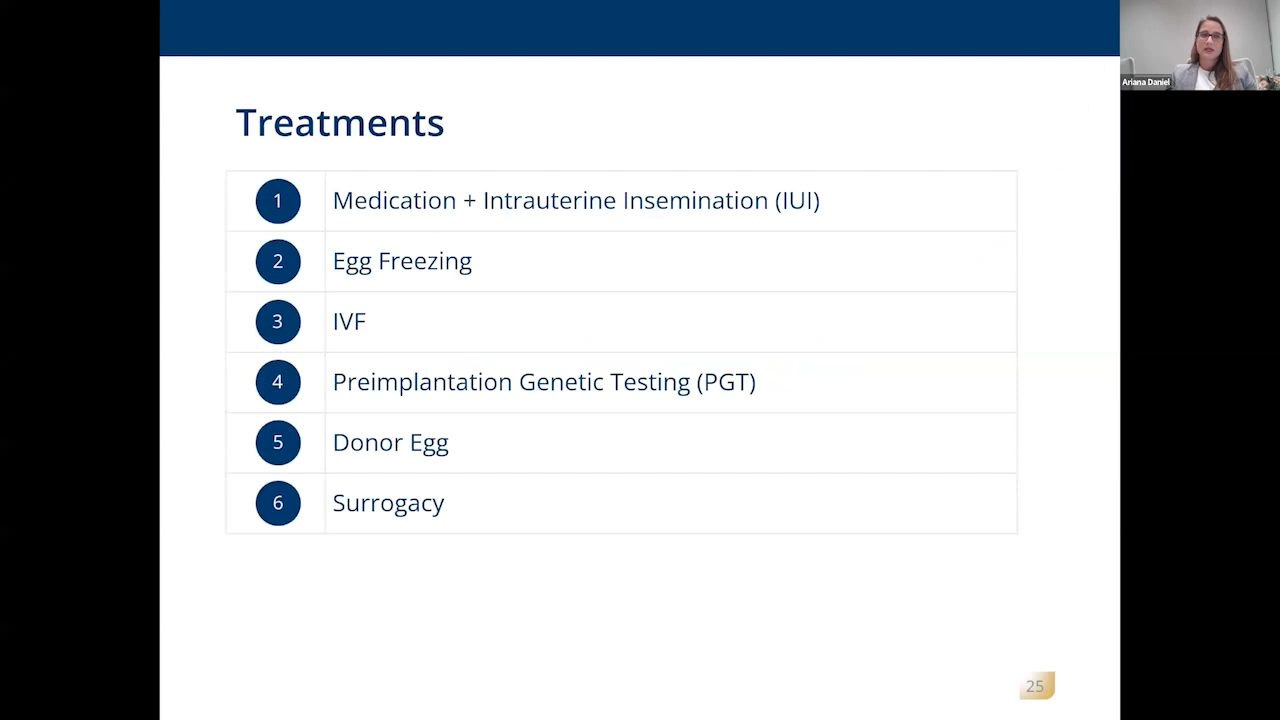 Ariana Daniel
Treatments
1 Medication + Intrauterine Insemination (IUI)
2 Egg Freezing
3 IVF
4 Preimplantation Genetic Testing (PGT)
5 Donor Egg
6 Surrogacy
25